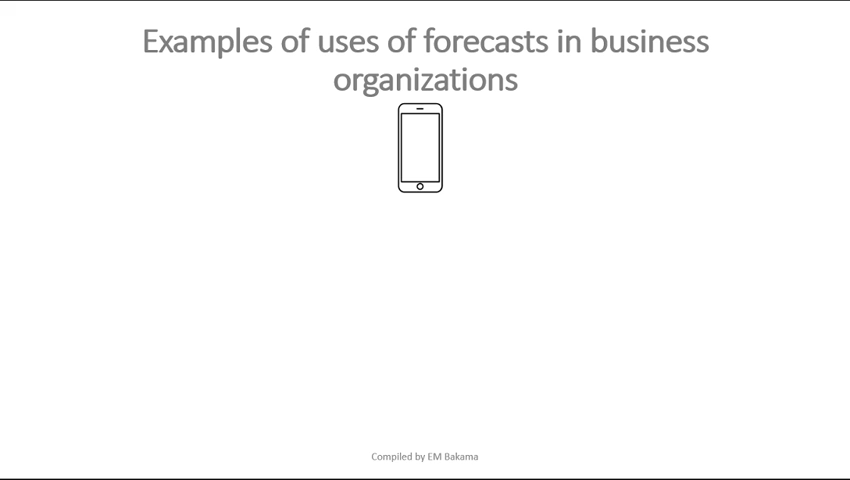 Examples of uses of forecasts in business
organizations
Compiled by EM Bakama